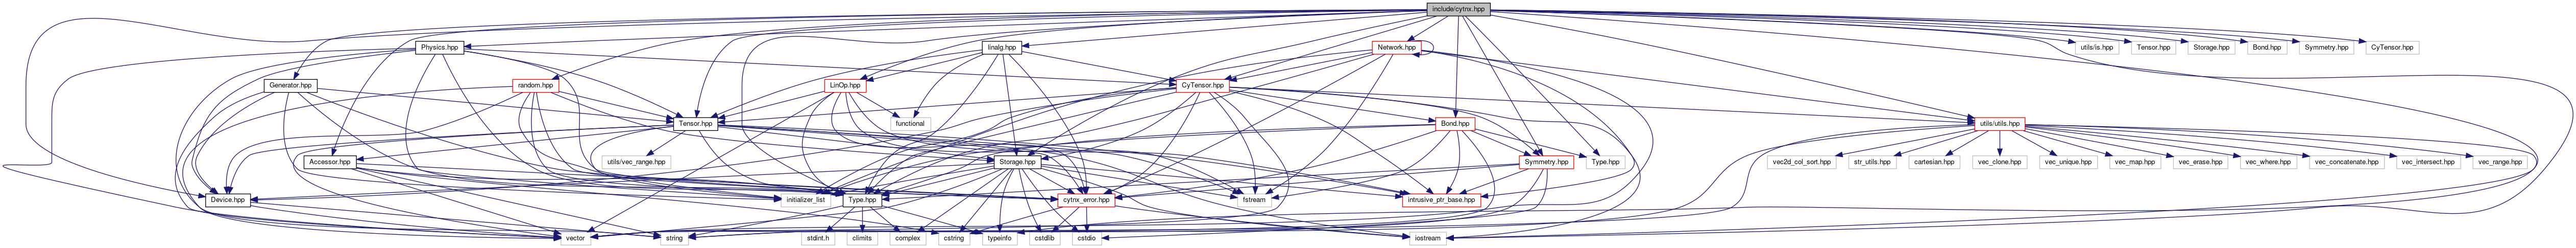 include/cytnx.hpp
Physics.hpp
linalg.hpp
Network.hpp
utils/is.hpp
Tensor.hpp
Storage.hpp
Bond.hpp
Symmetry.hpp
CyTensor.hpp
Generator.hpp
random.hpp
LinOp.hpp
CyTensor.hpp
Tensor.hpp
functional
Bond.hpp
utils/utils.hpp
Accessor.hpp
utils/vec_range.hpp
Storage.hpp
Symmetry.hpp
Type.hpp
vec2d_col_sort.hpp
str_utils.hpp
cartesian.hpp
vec_clone.hpp
vec_unique.hpp
vec_map.hpp
vec_erase.hpp
vec_where.hpp
vec_concatenate.hpp
vec_intersect.hpp
vec_range.hpp
Device.hpp
initializer_list
Type.hpp
cytnx_error.hpp
fstream
intrusive_ptr_base.hpp
vector
string
stdint.h
climits
complex
cstring
typeinfo
cstdlib
cstdio
iostream